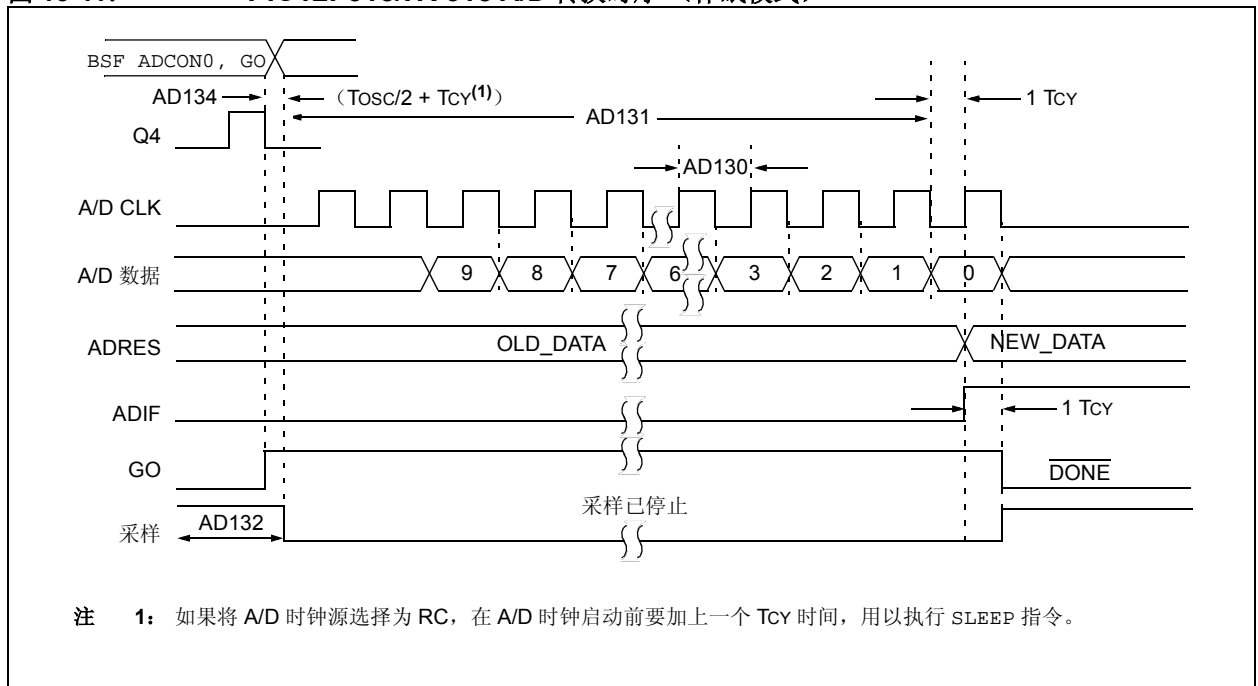 BSF ADCON0, GO
AD134
（TOSC/2 + TCY(1)）
AD131
1 TCY
Q4
AD130
A/D CLK
A/D 数据
9 8 7 6 3 2 1 0
ADRES
OLD_DATA
NEW_DATA
ADIF
1 TCY
GO
DONE
采样已停止
采样
AD132
注 1： 如果将 A/D 时钟源选择为 RC，在 A/D 时钟启动前要加上一个 TCY 时间，用以执行 SLEEP 指令。